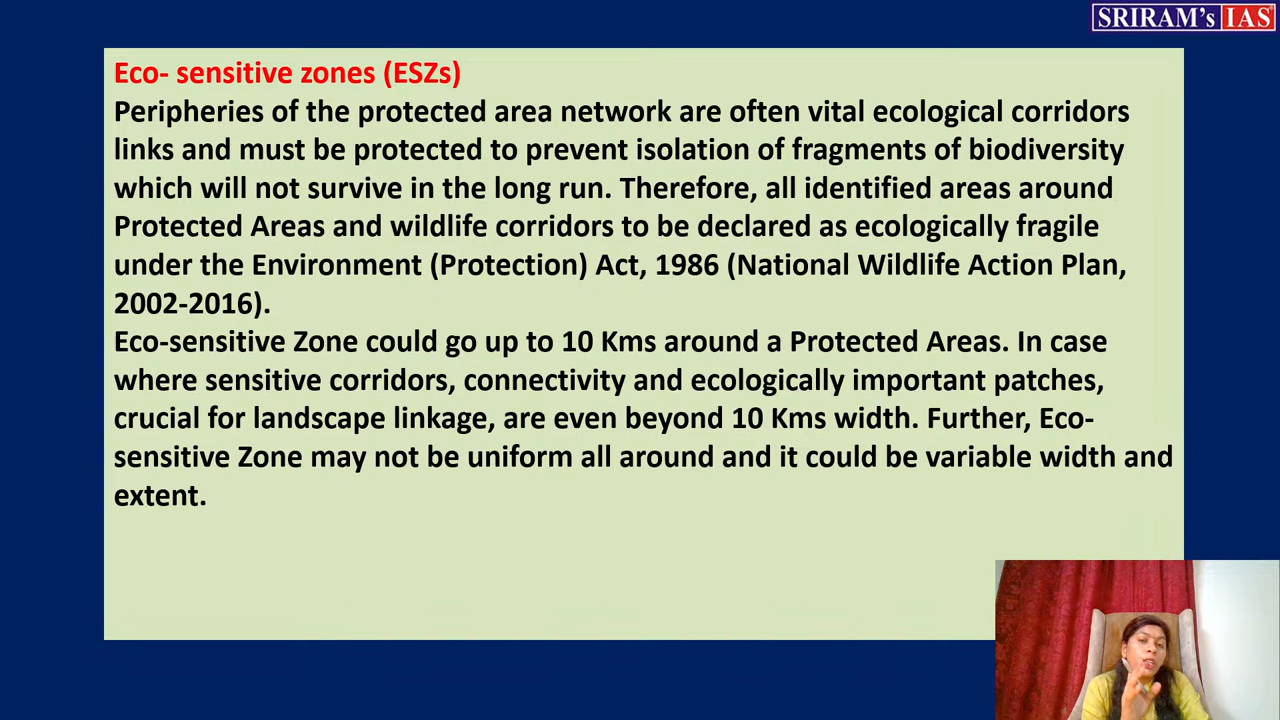 SRIRAM's IAS
Eco- sensitive zones (ESZs)
Peripheries of the protected area network are often vital ecological corridors
links and must be protected to prevent isolation of fragments of biodiversity
which will not survive in the long run. Therefore, all identified areas around
Protected Areas and wildlife corridors to be declared as ecologically fragile
under the Environment (Protection) Act, 1986 (National Wildlife Action Plan,
2002-2016).
Eco-sensitive Zone could go up to 10 Kms around a Protected Areas. In case
where sensitive corridors, connectivity and ecologically important patches,
crucial for landscape linkage, are even beyond 10 Kms width. Further, Eco-
sensitive Zone may not be uniform all around and it could be variable width and
extent.